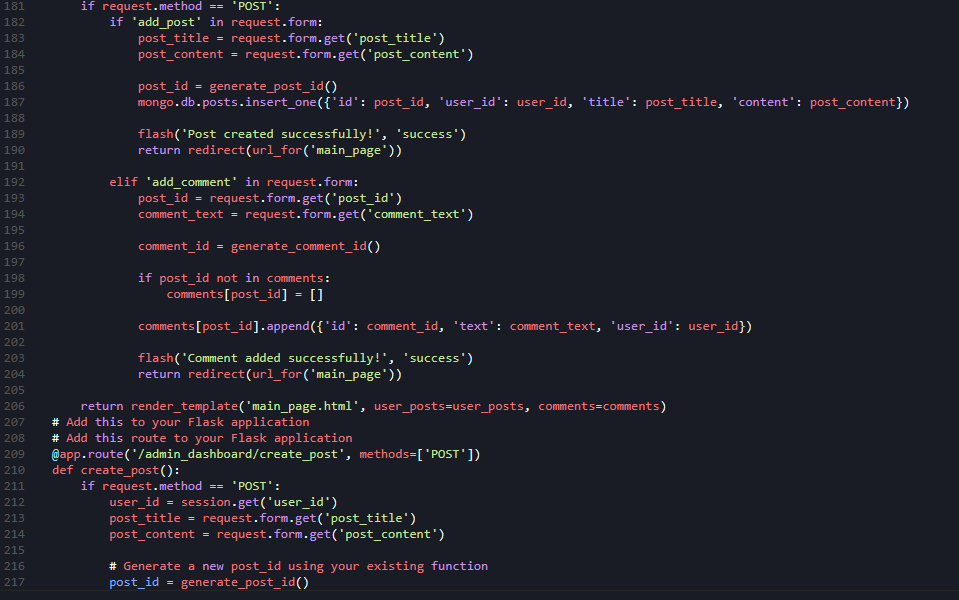 181 if request.method == 'POST':
182 if 'add_post' in request.form:
183 post_title = request.form.get('post_title')
184 post_content = request.form.get('post_content')
185
186 post_id = generate_post_id()
187 mongo.db.posts.insert_one({'id': post_id, 'user_id': user_id, 'title': post_title, 'content': post_content})
188
189 flash('Post created successfully!', 'success')
190 return redirect(url_for('main_page'))
191
192 elif 'add_comment' in request.form:
193 post_id = request.form.get('post_id')
194 comment_text = request.form.get('comment_text')
195
196 comment_id = generate_comment_id()
197
198 if post_id not in comments:
199 comments[post_id] = []
200
201 comments[post_id].append({'id': comment_id, 'text': comment_text, 'user_id': user_id})
202
203 flash('Comment added successfully!', 'success')
204 return redirect(url_for('main_page'))
205
206 return render_template('main_page.html', user_posts=user_posts, comments=comments)
207 # Add this to your Flask application
208 # Add this route to your Flask application
209 @app.route('/admin_dashboard/create_post', methods=['POST'])
210 def create_post():
211 if request.method == 'POST':
212 user_id = session.get('user_id')
213 post_title = request.form.get('post_title')
214 post_content = request.form.get('post_content')
215
216 # Generate a new post_id using your existing function
217 post_id = generate_post_id()